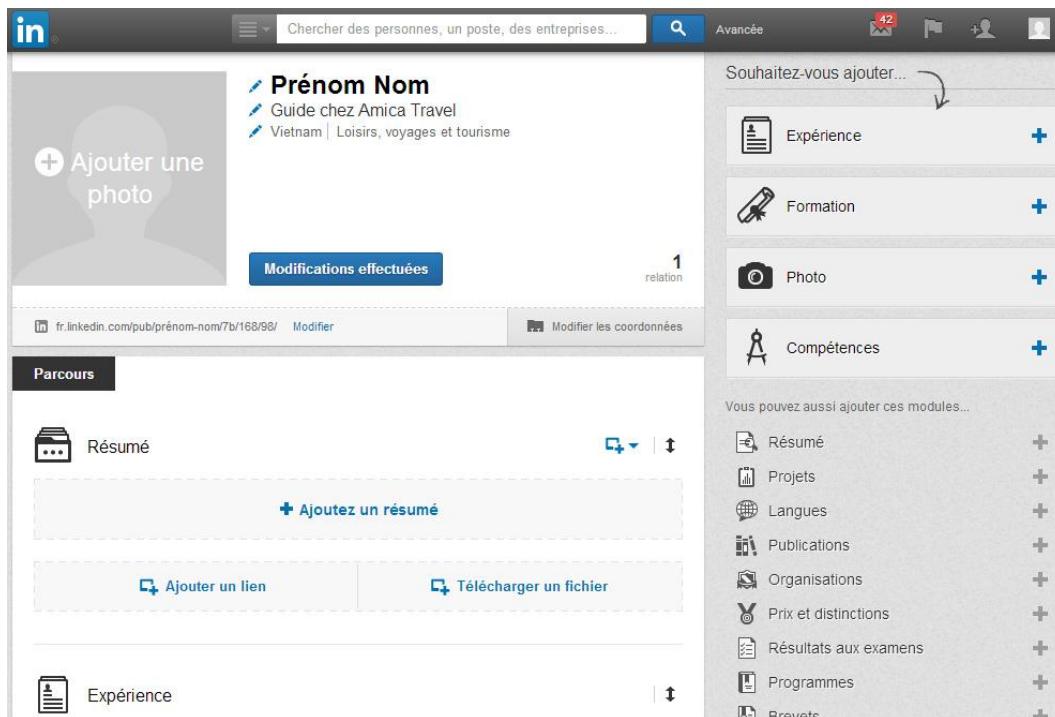 in
Chercher des personnes, un poste, des entreprises...
Avancée
42
Ajouter une
photo
Prénom Nom
Guide chez Amica Travel
Vietnam | Loisirs, voyages et tourisme
Modifications effectuées
1
relation
fr.linkedin.com/pub/prénom-nom/7b/168/98/ Modifier
Modifier les coordonnées
Parcours
Résumé
Ajoutez un résumé
Ajouter un lien
Télécharger un fichier
Expérience
Souhaitez-vous ajouter...
Expérience
Formation
Photo
Compétences
Vous pouvez aussi ajouter ces modules...
Résumé
Projets
Langues
Publications
Organisations
Prix et distinctions
Résultats aux examens
Programmes
Brevets